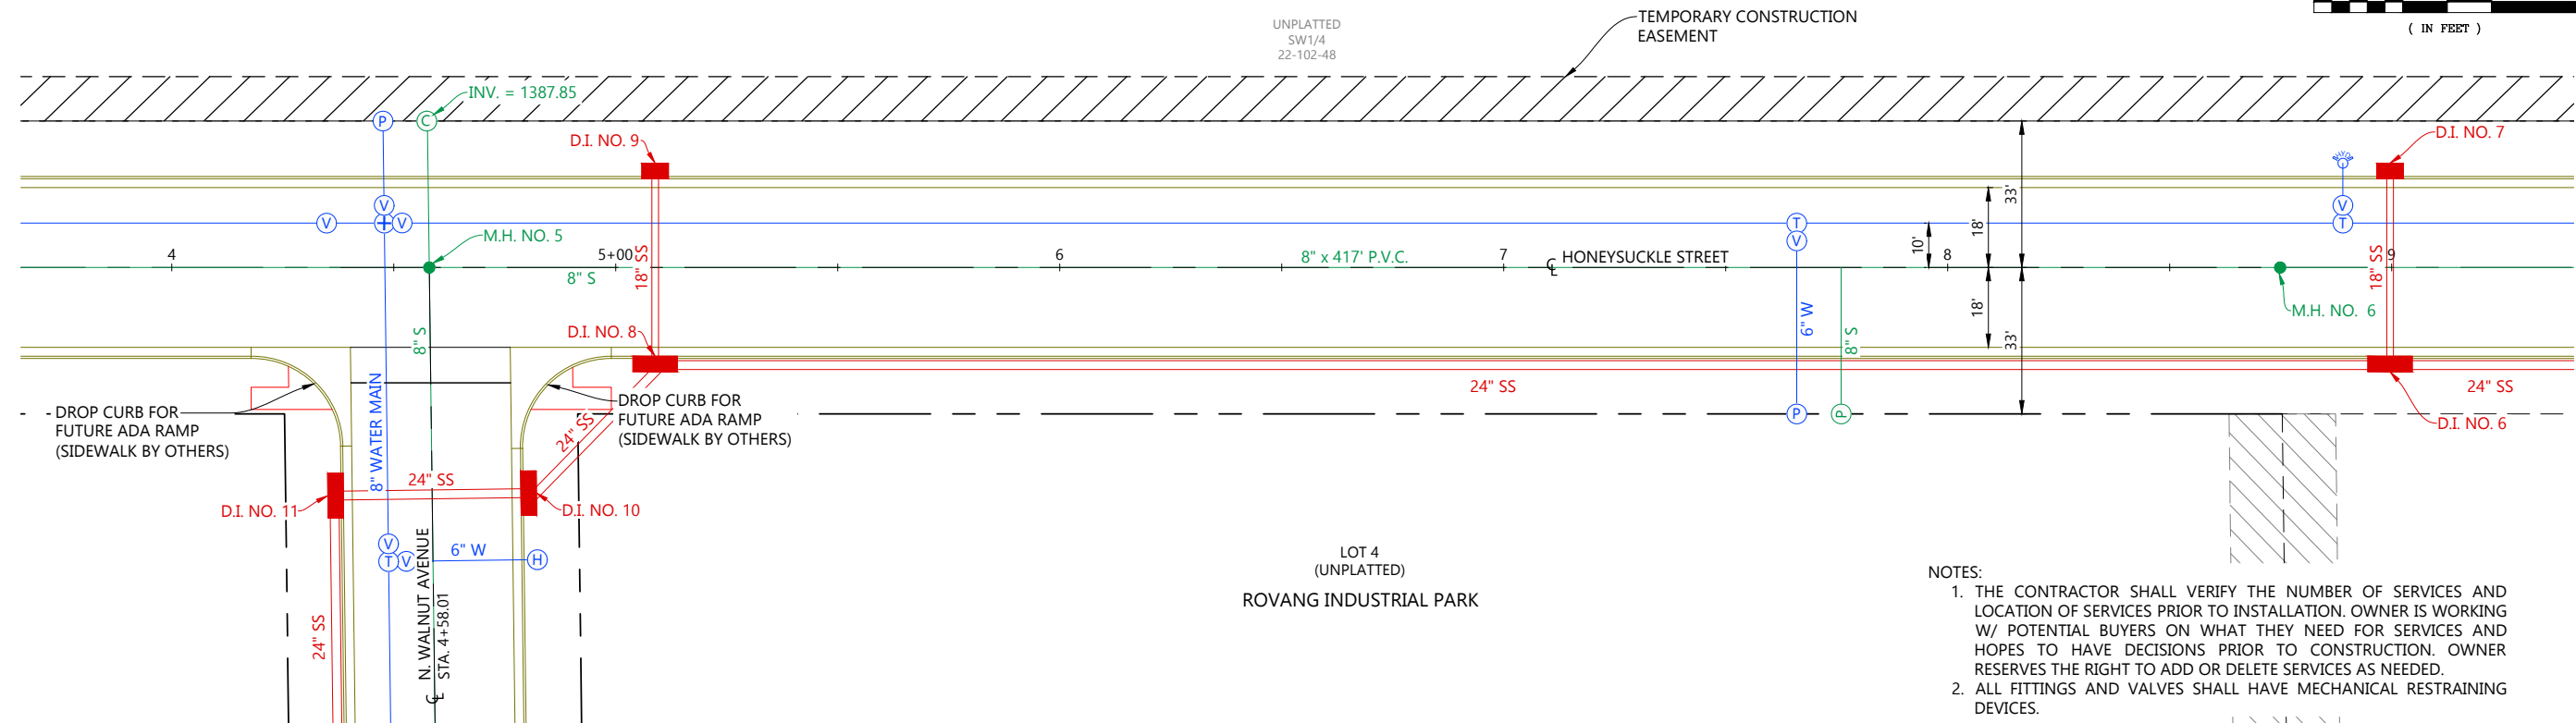 UNPLATTED
SW1/4
22-102-48
TEMPORARY CONSTRUCTION
EASEMENT
( IN FEET )
INV. = 1387.85
P
C
D.I. NO. 9
D.I. NO. 7
HYD
V
V
V
M.H. NO. 5
T
V
V
T
33'
18'
10'
4
5+00
6
7
8
9
8" S
18" SS
8" x 417' P.V.C.
℄ HONEYSUCKLE STREET
18" SS
M.H. NO. 6
18'
33'
D.I. NO. 8
8" S
6" W
8" S
24" SS
24" SS
DROP CURB FOR
FUTURE ADA RAMP
(SIDEWALK BY OTHERS)
8" WATER MAIN
DROP CURB FOR
FUTURE ADA RAMP
(SIDEWALK BY OTHERS)
24" SS
P
P
D.I. NO. 6
24" SS
D.I. NO. 11
D.I. NO. 10
V
T
V
6" W
H
24" SS
℄ N. WALNUT AVENUE
STA. 4+58.01
LOT 4
(UNPLATTED)
ROVANG INDUSTRIAL PARK
NOTES:
1. THE CONTRACTOR SHALL VERIFY THE NUMBER OF SERVICES AND
LOCATION OF SERVICES PRIOR TO INSTALLATION. OWNER IS WORKING
W/ POTENTIAL BUYERS ON WHAT THEY NEED FOR SERVICES AND
HOPES TO HAVE DECISIONS PRIOR TO CONSTRUCTION. OWNER
RESERVES THE RIGHT TO ADD OR DELETE SERVICES AS NEEDED.
2. ALL FITTINGS AND VALVES SHALL HAVE MECHANICAL RESTRAINING
DEVICES.